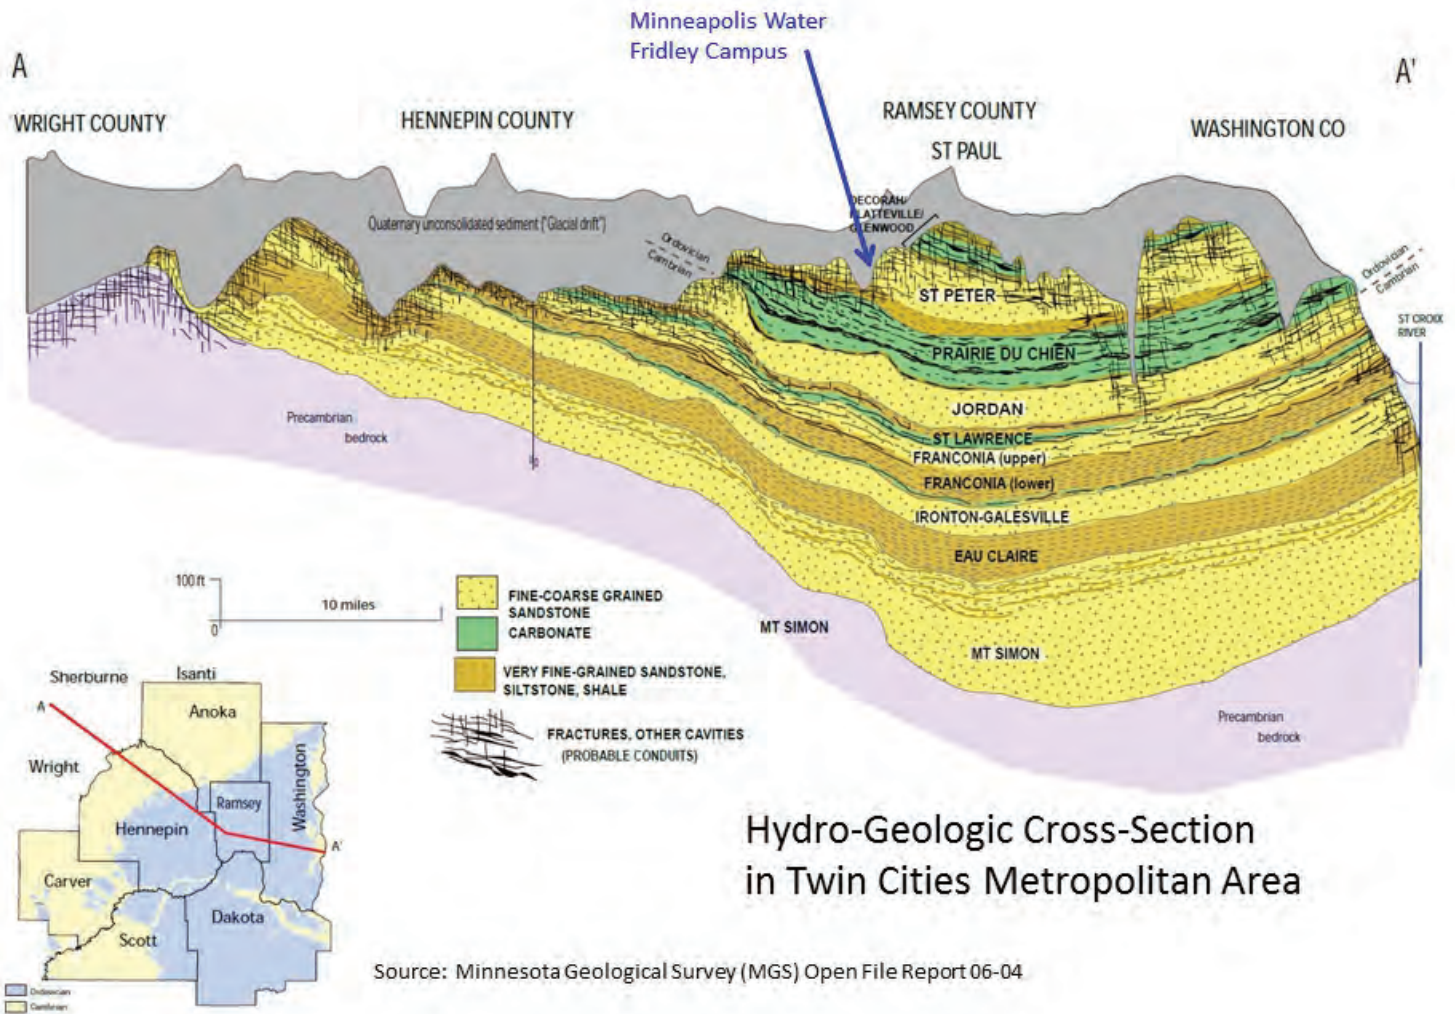 Minneapolis Water
Fridley Campus
A
A'
WRIGHT COUNTY
HENNEPIN COUNTY
RAMSEY COUNTY
ST PAUL
WASHINGTON CO
DECORAH/
PLATTEVILLE/
GLENWOOD
Quaternary unconsolidated sediment ("Glacial drift")
Ordovician
Cambrian
Ordovician
Cambrian
ST CROIX
RIVER
ST PETER
PRAIRIE DU CHIEN
JORDAN
ST LAWRENCE
FRANCONIA (upper)
FRANCONIA (lower)
IRONTON-GALESVILLE
EAU CLAIRE
MT SIMON
MT SIMON
Precambrian
bedrock
Precambrian
bedrock
100 ft
0
10 miles
FINE-COARSE GRAINED
SANDSTONE
CARBONATE
VERY FINE-GRAINED SANDSTONE,
SILTSTONE, SHALE
FRACTURES, OTHER CAVITIES
(PROBABLE CONDUITS)
Sherburne
Isanti
A
Anoka
Wright
Washington
Ramsey
Hennepin
A'
Carver
Dakota
Scott
Ordovician
Cambrian
Hydro-Geologic Cross-Section
in Twin Cities Metropolitan Area
Source: Minnesota Geological Survey (MGS) Open File Report 06-04